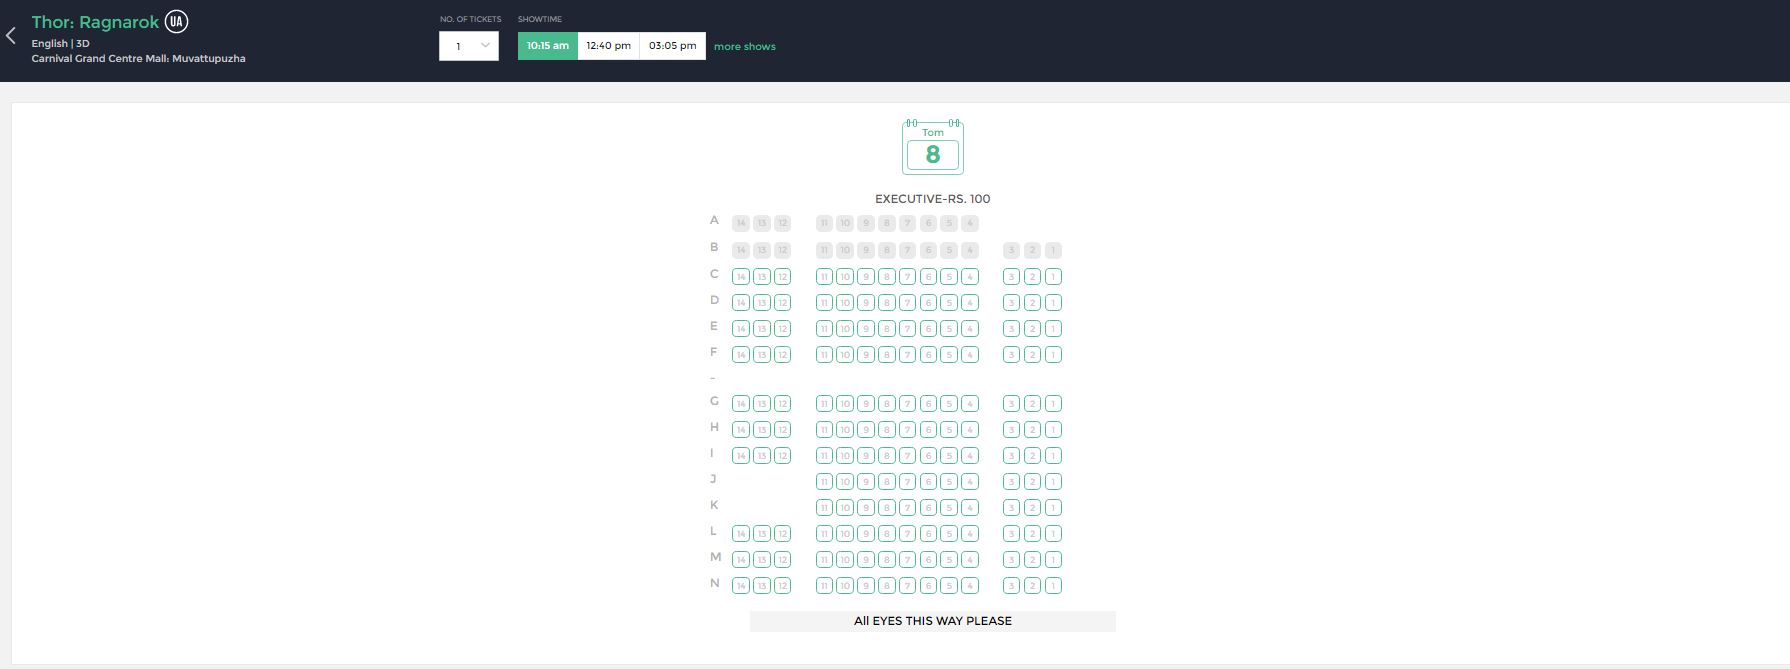 Thor: Ragnarok UA
English | 3D
Carnival Grand Centre Mall: Muvattupuzha
NO. OF TICKETS
1
SHOWTIME
10:15 am 12:40 pm 03:05 pm more shows
Tom
8
EXECUTIVE-RS. 100
A 14 13 12 11 10 9 8 7 6 5 4
B 14 13 12 11 10 9 8 7 6 5 4 3 2 1
C 14 13 12 11 10 9 8 7 6 5 4 3 2 1
D 14 13 12 11 10 9 8 7 6 5 4 3 2 1
E 14 13 12 11 10 9 8 7 6 5 4 3 2 1
F 14 13 12 11 10 9 8 7 6 5 4 3 2 1
-
G 14 13 12 11 10 9 8 7 6 5 4 3 2 1
H 14 13 12 11 10 9 8 7 6 5 4 3 2 1
I 14 13 12 11 10 9 8 7 6 5 4 3 2 1
J 11 10 9 8 7 6 5 4 3 2 1
K 11 10 9 8 7 6 5 4 3 2 1
L 14 13 12 11 10 9 8 7 6 5 4 3 2 1
M 14 13 12 11 10 9 8 7 6 5 4 3 2 1
N 14 13 12 11 10 9 8 7 6 5 4 3 2 1
All EYES THIS WAY PLEASE